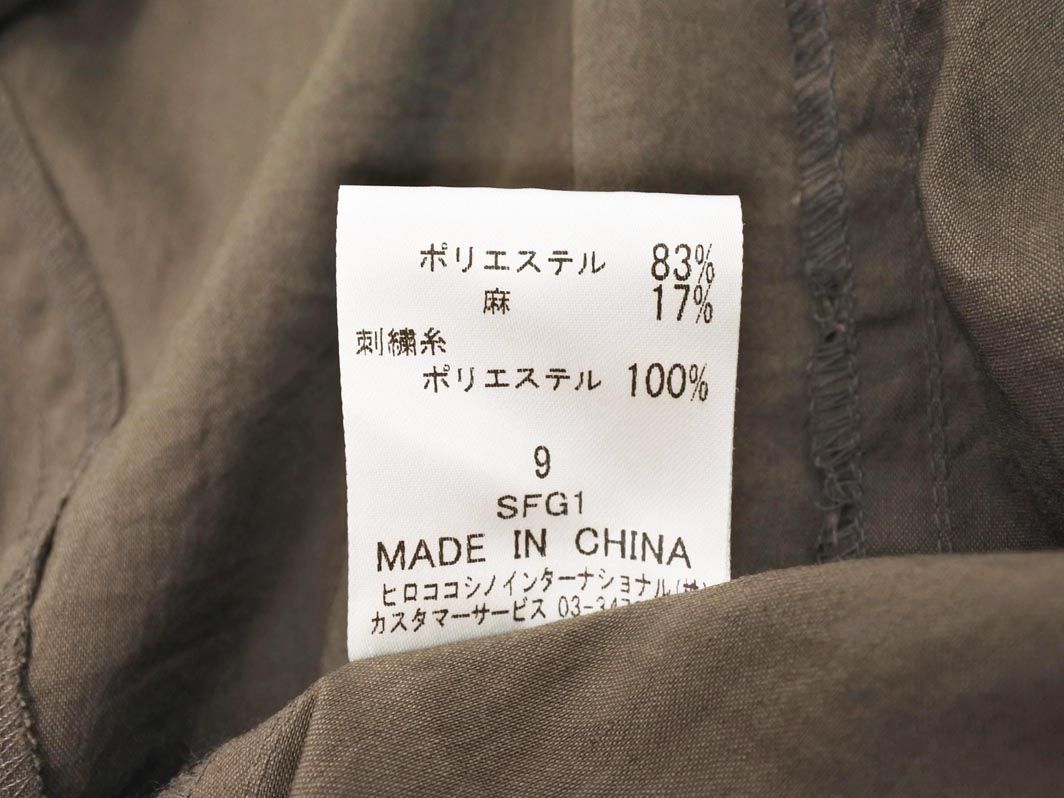 ポリエステル 83%
麻 17%
刺繍糸
ポリエステル 100%
9
SFG1
MADE IN CHINA
ヒロココシノインターナショナル(株)
カスタマーサービス 03-347